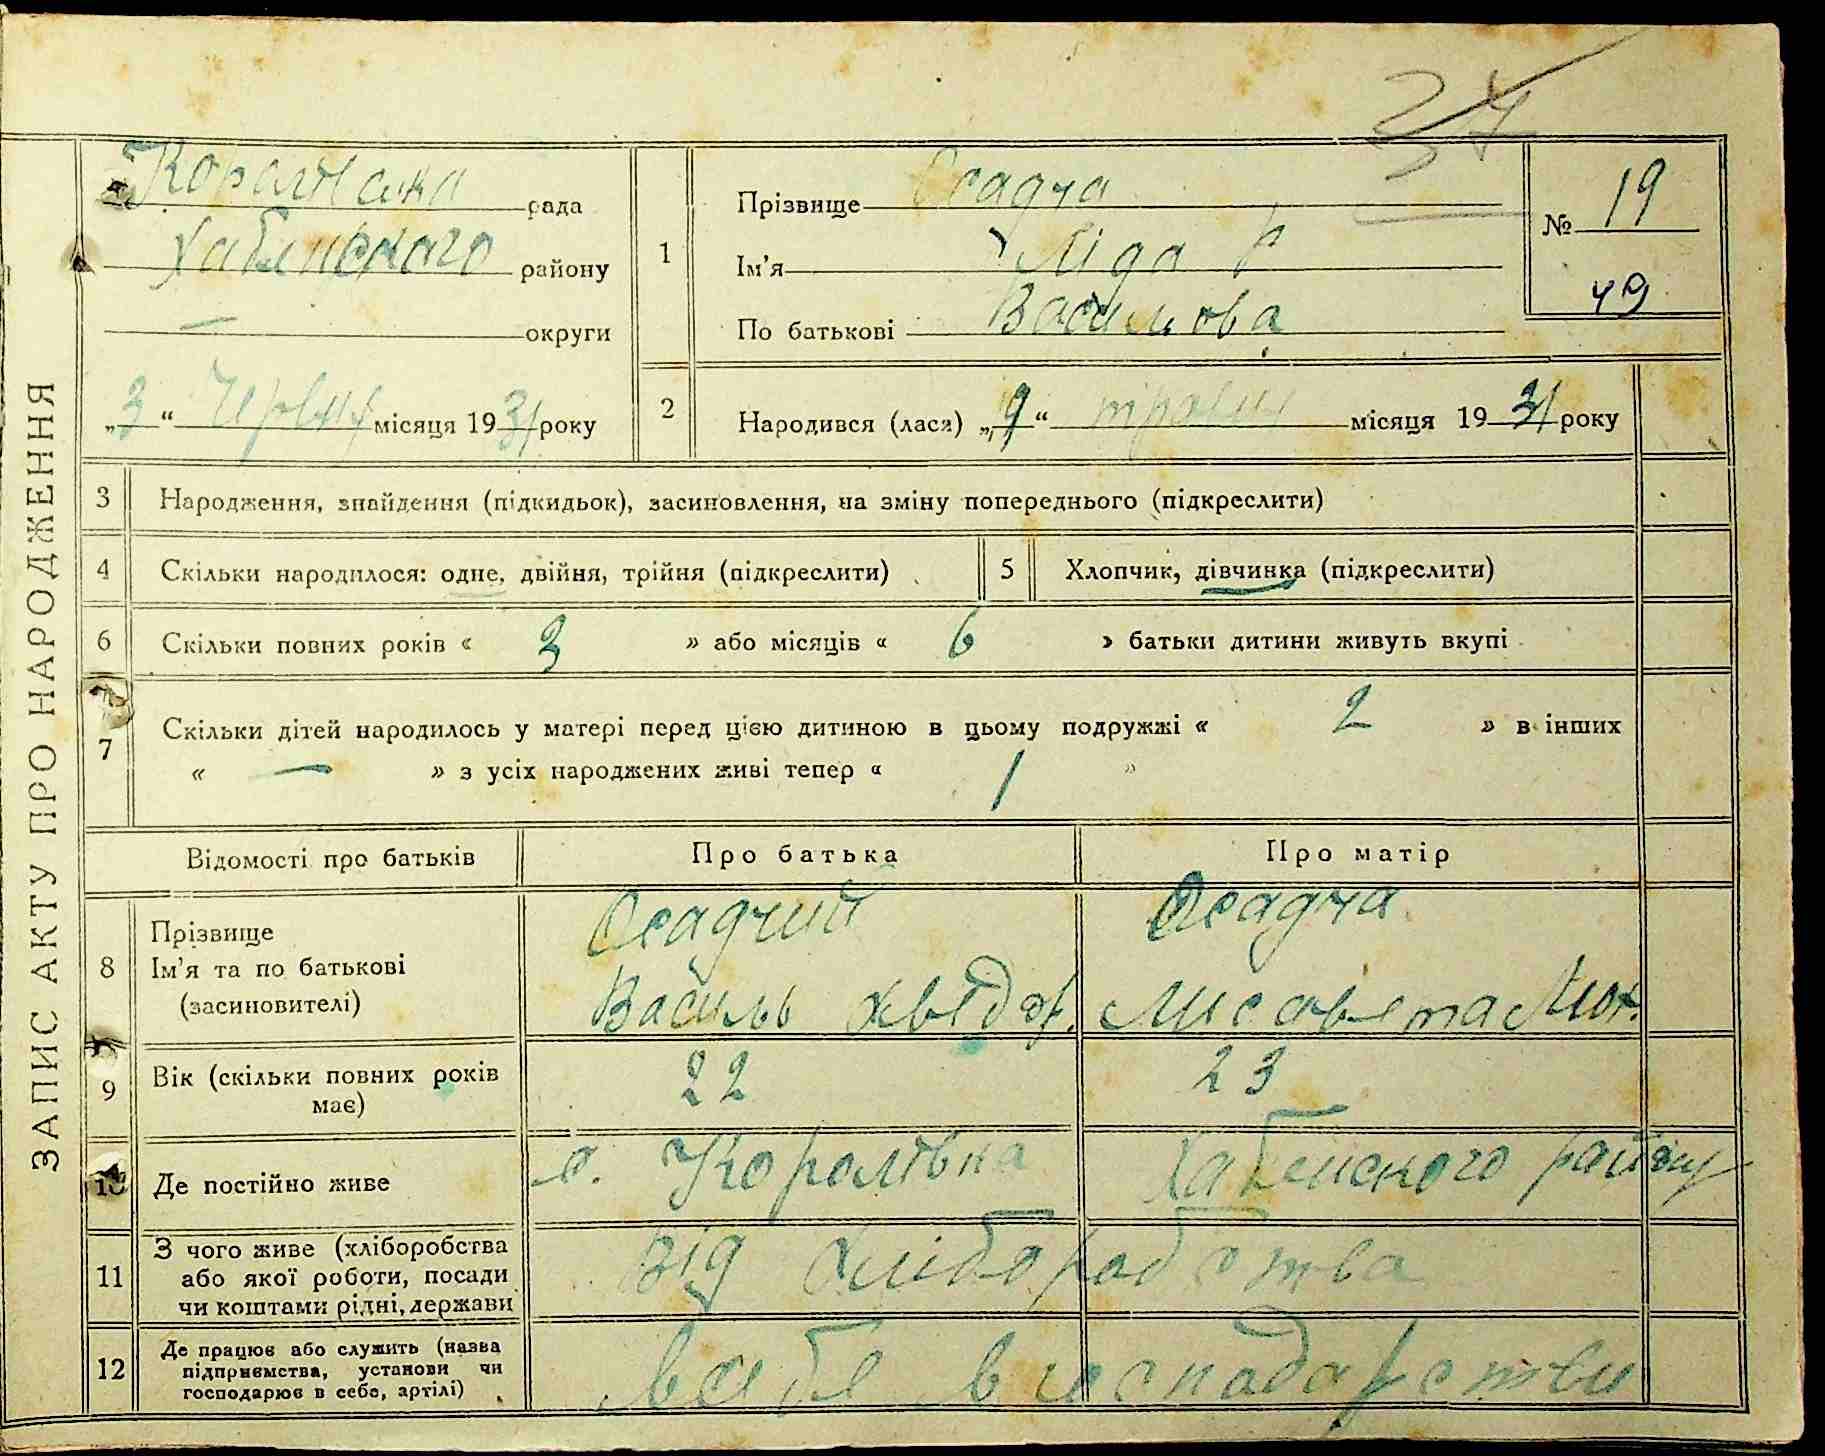 ЗАПИС АКТУ ПРО НАРОДЖЕННЯ
37
рада
Хабенського району
— округи
„3“ Червня місяця 1931 року
1
Прізвище Осадча
Ім'я Ліда
По батькові Василова
№ 19
49
2
Народився (лася) „9“ травня місяця 1931 року
3 Народження, знайдення (підкидьок), засиновлення, на зміну попереднього (підкреслити)
4 Скільки народилося: одне, двійня, трійня (підкреслити)
5 Хлопчик, дівчинка (підкреслити)
6 Скільки повних років « 3 » або місяців « 6 » батьки дитини живуть вкупі
7 Скільки дітей народилось у матері перед цією дитиною в цьому подружжі « 2 » в інших
« — » з усіх народжених живі тепер « 1 »
Відомості про батьків Про батька Про матір
8 Прізвище
Ім'я та по батькові
(засиновителі)
Осадчий
Василь Хведор.
Осадча
Лисавета
9 Вік (скільки повних років має) 22 23
10 Де постійно живе с. Королівка Хабенського району
11 З чого живе (хліборобства
або якої роботи, посади
чи коштами рідні, держави
Від хліборобства
12 Де працює або служить (назва
підприємства, установи чи
господарює в себе, артілі)
в себе в господарстви